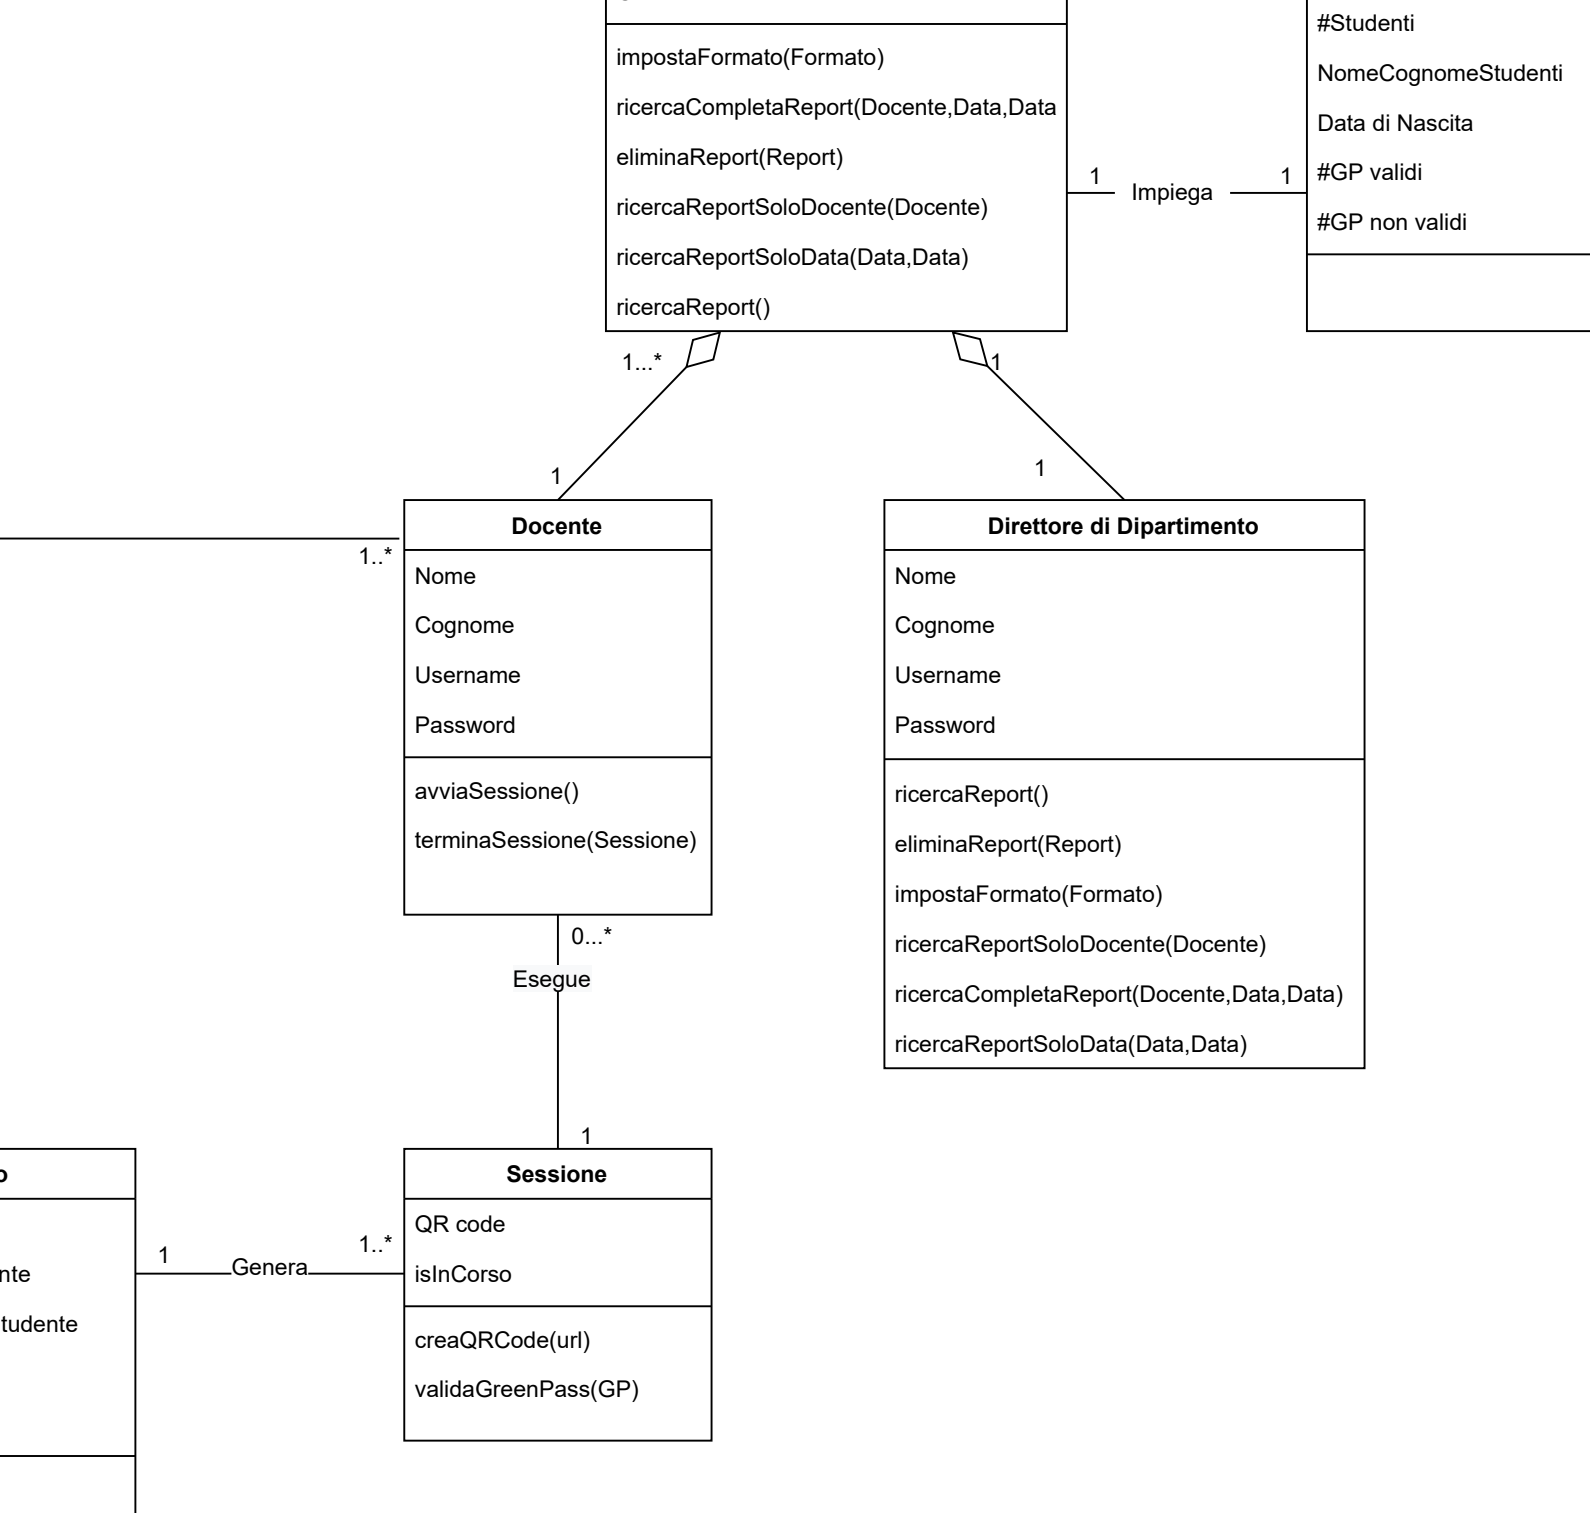 impostaFormato(Formato)
ricercaCompletaReport(Docente,Data,Data
eliminaReport(Report)
ricercaReportSoloDocente(Docente)
ricercaReportSoloData(Data,Data)
ricercaReport()
1
Impiega
1
#Studenti
NomeCognomeStudenti
Data di Nascita
#GP validi
#GP non validi
1...*
1
1
1
1..*
Docente
Nome
Cognome
Username
Password
avviaSessione()
terminaSessione(Sessione)
Direttore di Dipartimento
Nome
Cognome
Username
Password
ricercaReport()
eliminaReport(Report)
impostaFormato(Formato)
ricercaReportSoloDocente(Docente)
ricercaCompletaReport(Docente,Data,Data)
ricercaReportSoloData(Data,Data)
0...*
Esegue
1
o
nte
tudente
1
Genera
1..*
Sessione
QR code
isInCorso
creaQRCode(url)
validaGreenPass(GP)